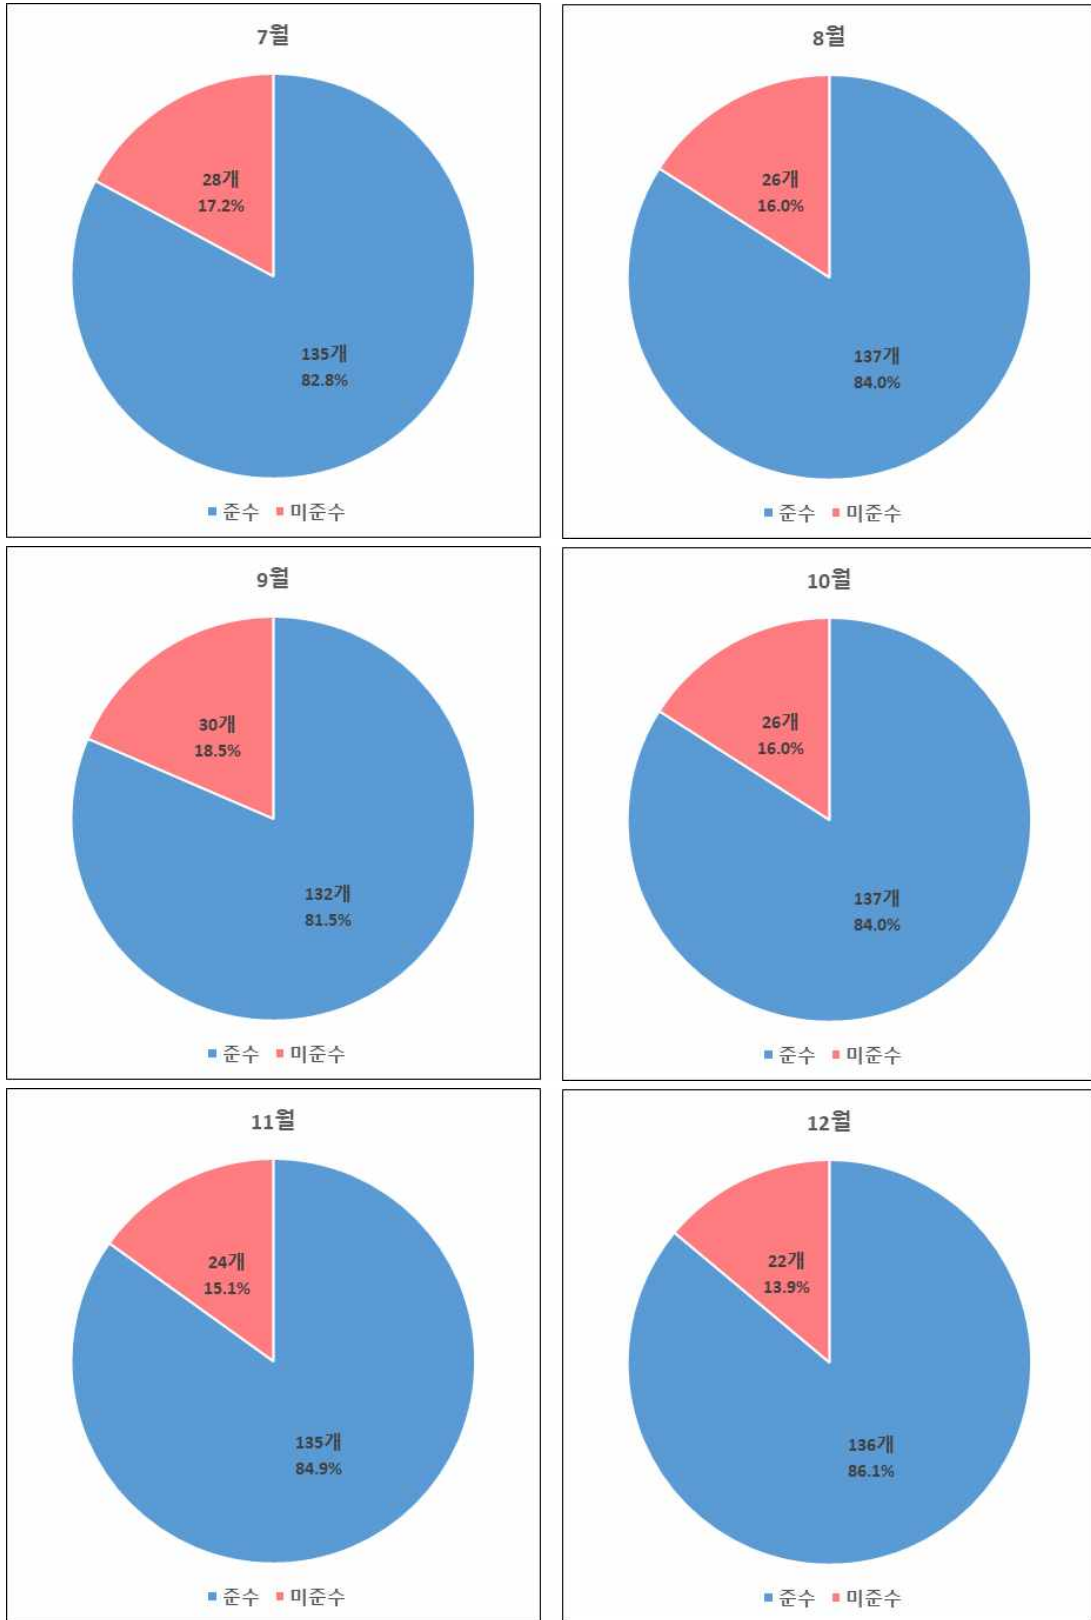 7월
28개
17.2%
135개
82.8%
준수 미준수
8월
26개
16.0%
137개
84.0%
준수 미준수
9월
30개
18.5%
132개
81.5%
준수 미준수
10월
26개
16.0%
137개
84.0%
준수 미준수
11월
24개
15.1%
135개
84.9%
준수 미준수
12월
22개
13.9%
136개
86.1%
준수 미준수